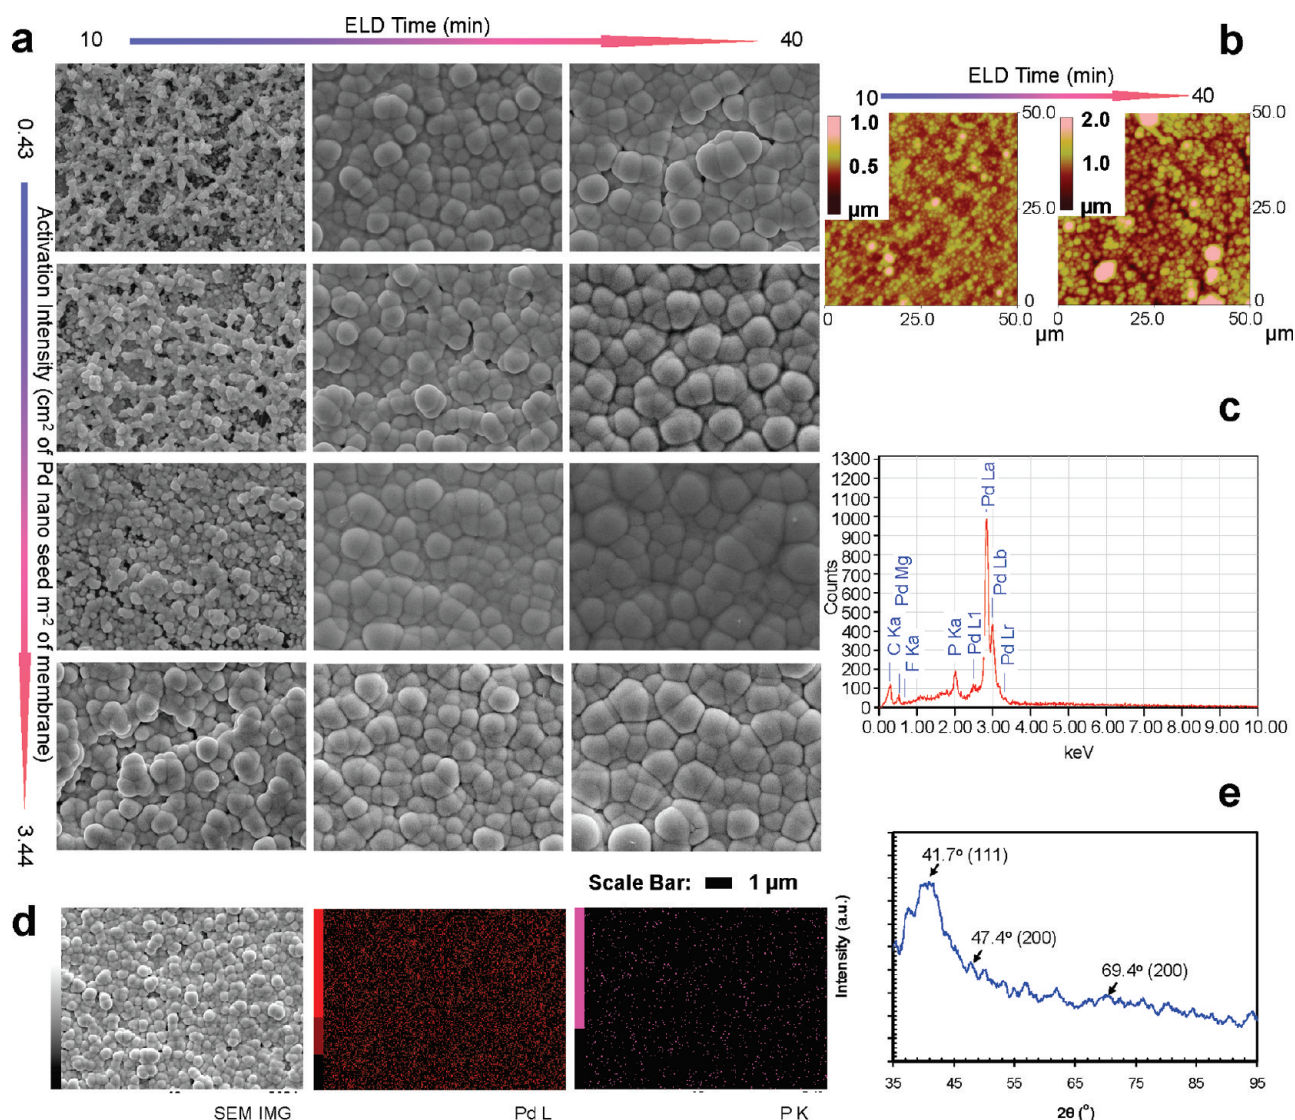 a
ELD Time (min)
10
40
0.43
Activation Intensity (cm² of Pd nano seed m⁻² of membrane)
3.44
Scale Bar: 1 µm
b
ELD Time (min)
10
40
1.0
0.5
µm
50.0
25.0
0
0
25.0
50.0
µm
2.0
1.0
µm
50.0
25.0
0
0
25.0
50.0
µm
c
1300
1200
1100
1000
900
800
700
600
500
400
300
200
100
0
Counts
C Ka
Pd Mg
F Ka
P Ka
Pd L1
Pd La
Pd Lb
Pd Lr
0.00 1.00 2.00 3.00 4.00 5.00 6.00 7.00 8.00 9.00 10.00
keV
d
SEM IMG
Pd L
P K
e
Intensity (a.u.)
41.7º (111)
47.4º (200)
69.4º (200)
35 45 55 65 75 85 95
2θ (º)